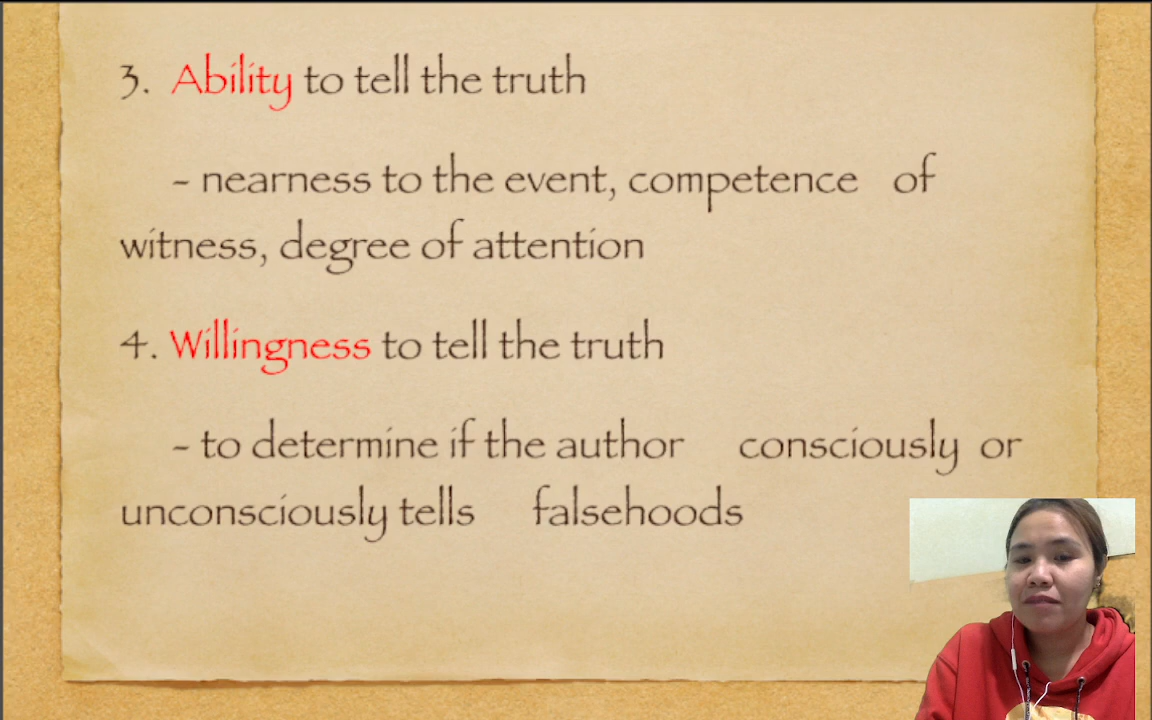 3. Ability to tell the truth
- nearness to the event, competence of
witness, degree of attention
4. Willingness to tell the truth
- to determine if the author consciously or
unconsciously tells falsehoods